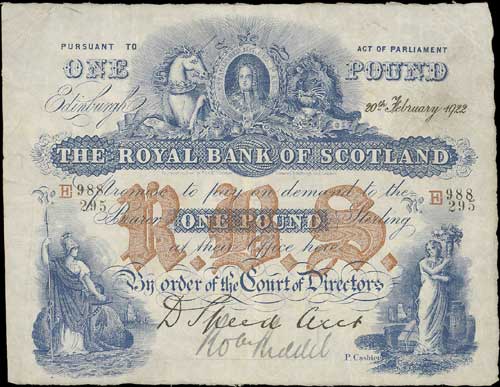 PURSUANT TO ACT OF PARLIAMENT
ONE POUND
Edinburgh 20th February 1922
THE ROYAL BANK OF SCOTLAND
E 988 295 Promise to pay on demand to the No. E 988 295
Bearer ONE POUND Sterling
R.B.S.
at their Office here
By order of the Court of Directors
D Speed Acct
P. Cashier